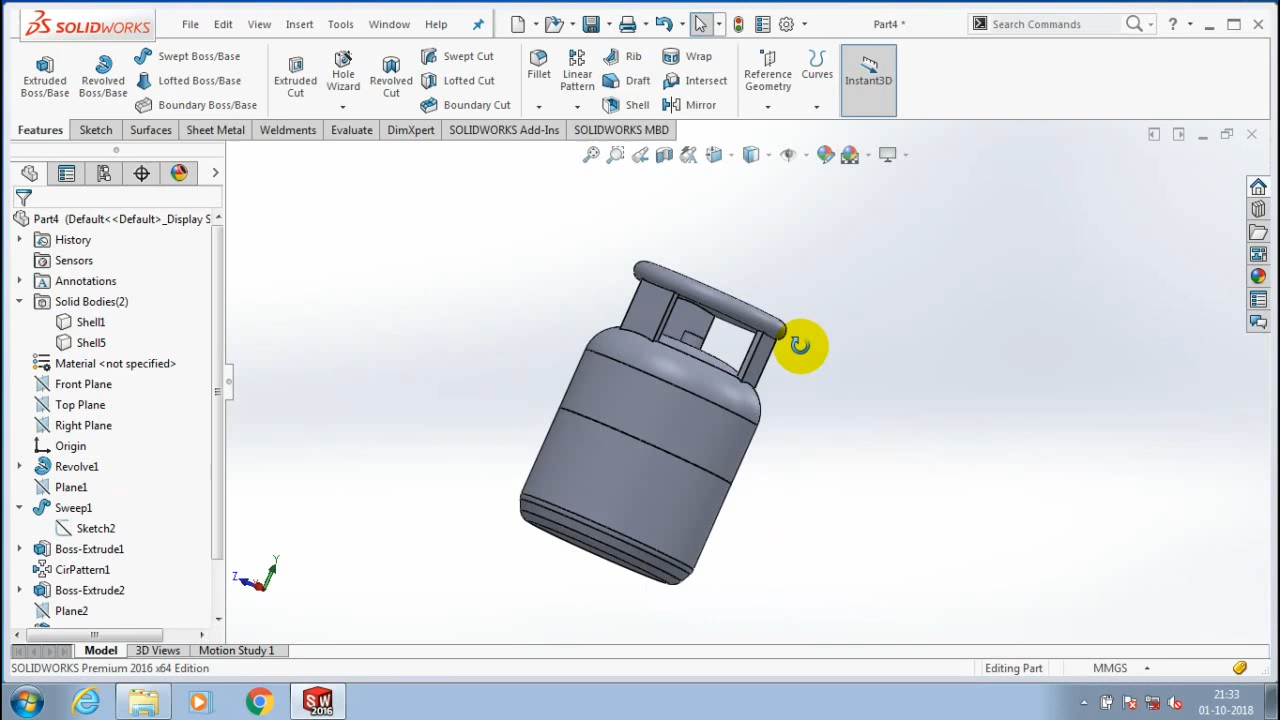 SOLIDWORKS File Edit View Insert Tools Window Help Part4 * Search Commands ?
Extruded Boss/Base
Revolved Boss/Base
Swept Boss/Base
Lofted Boss/Base
Boundary Boss/Base
Extruded Cut
Hole Wizard
Revolved Cut
Swept Cut
Lofted Cut
Boundary Cut
Fillet
Linear Pattern
Rib
Draft
Shell
Wrap
Intersect
Mirror
Reference Geometry
Curves
Instant3D
Features Sketch Surfaces Sheet Metal Weldments Evaluate DimXpert SOLIDWORKS Add-Ins SOLIDWORKS MBD
Part4 (Default<<Default>_Display S
History
Sensors
Annotations
Solid Bodies(2)
Shell1
Shell5
Material <not specified>
Front Plane
Top Plane
Right Plane
Origin
Revolve1
Plane1
Sweep1
Sketch2
Boss-Extrude1
CirPattern1
Boss-Extrude2
Plane2
Y
Z
Model 3D Views Motion Study 1
SOLIDWORKS Premium 2016 x64 Edition Editing Part MMGS
SW
2016
21:33
01-10-2018